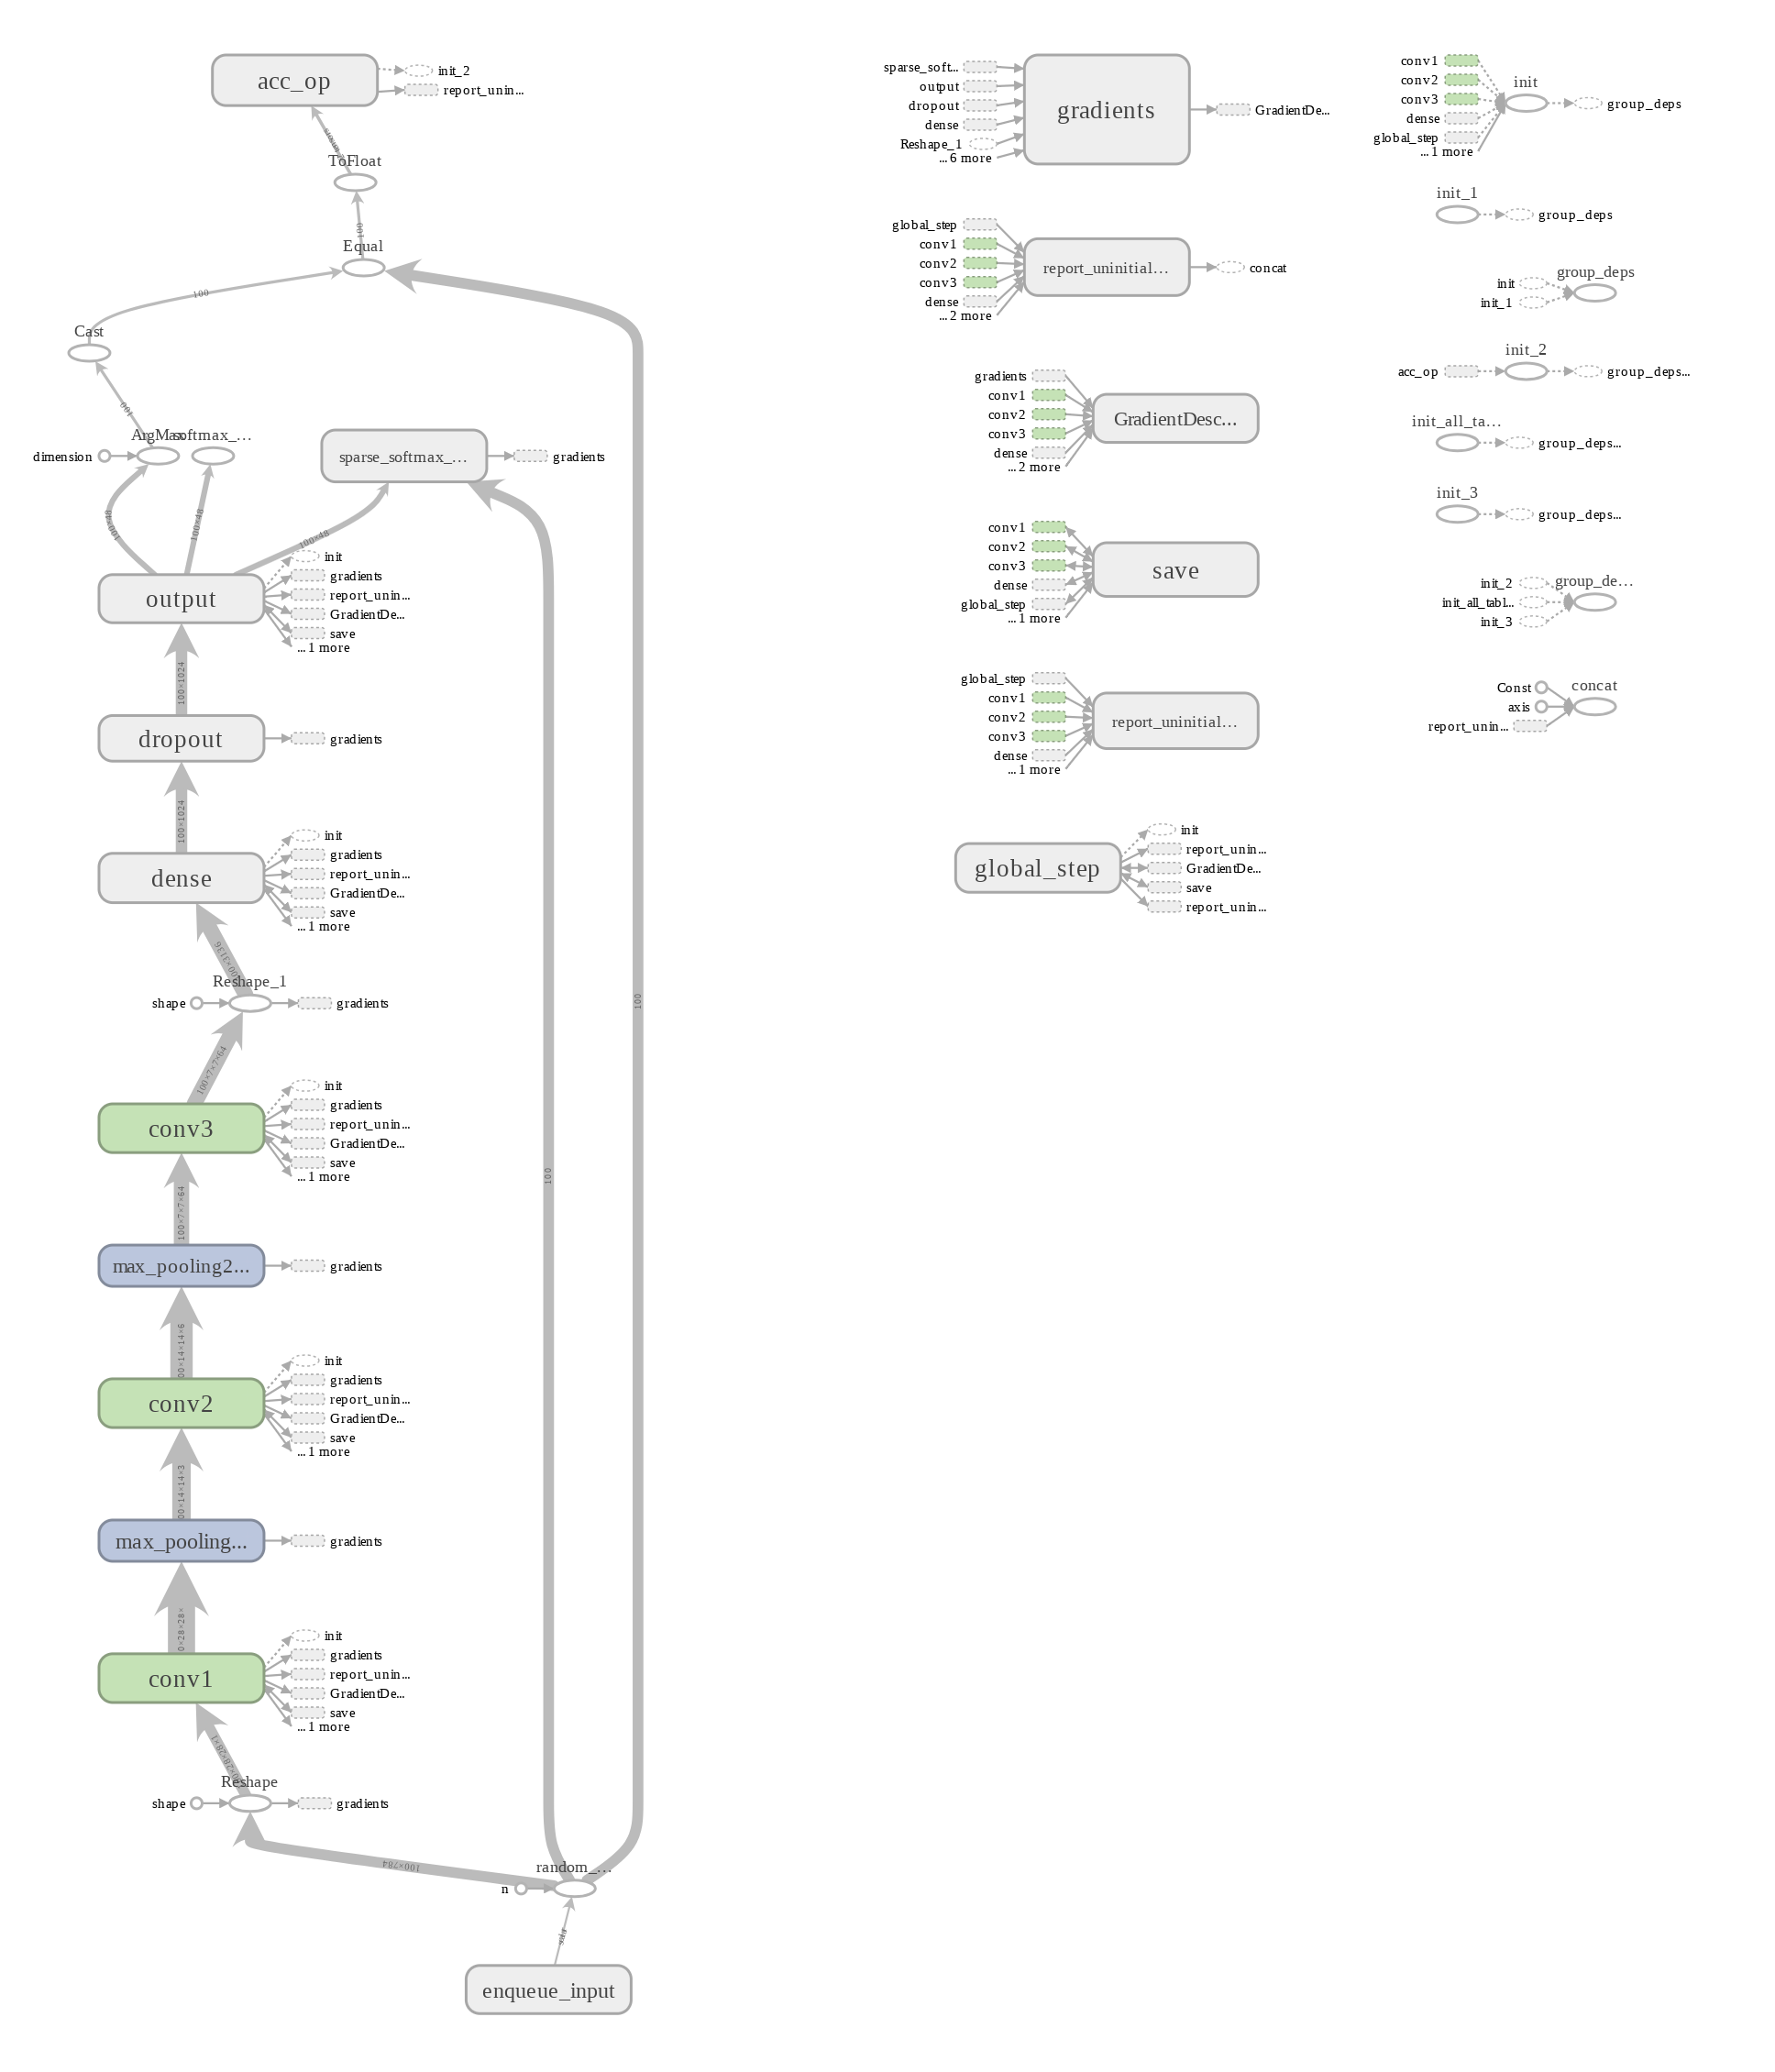 acc_op
init_2
report_unin...
ToFloat
Equal
100
100
Cast
100
ArgMax
softmax_...
dimension
sparse_softmax_...
gradients
100×48
100×48
100×48
output
init
gradients
report_unin...
GradientDe...
save
... 1 more
100×1024
dropout
gradients
100×1024
dense
init
gradients
report_unin...
GradientDe...
save
... 1 more
Reshape_1
shape
gradients
100×7×7×64
conv3
init
gradients
report_unin...
GradientDe...
save
... 1 more
100×7×7×64
max_pooling2...
gradients
00×14×14×6
conv2
init
gradients
report_unin...
GradientDe...
save
... 1 more
00×14×14×3
max_pooling...
gradients
0×28×28×
conv1
init
gradients
report_unin...
GradientDe...
save
... 1 more
Reshape
shape
gradients
100×784
100
100
random_...
n
enqueue_input
sparse_soft...
output
dropout
dense
Reshape_1
... 6 more
gradients
GradientDe...
global_step
conv1
conv2
conv3
dense
... 2 more
report_uninitial...
concat
gradients
conv1
conv2
conv3
dense
... 2 more
GradientDesc...
conv1
conv2
conv3
dense
global_step
... 1 more
save
global_step
conv1
conv2
conv3
dense
... 1 more
report_uninitial...
global_step
init
report_unin...
GradientDe...
save
report_unin...
conv1
conv2
conv3
dense
global_step
... 1 more
init
group_deps
init_1
group_deps
group_deps
init
init_1
init_2
acc_op
group_deps...
init_all_ta...
group_deps...
init_3
group_deps...
group_de...
init_2
init_all_tabl...
init_3
concat
Const
axis
report_unin...